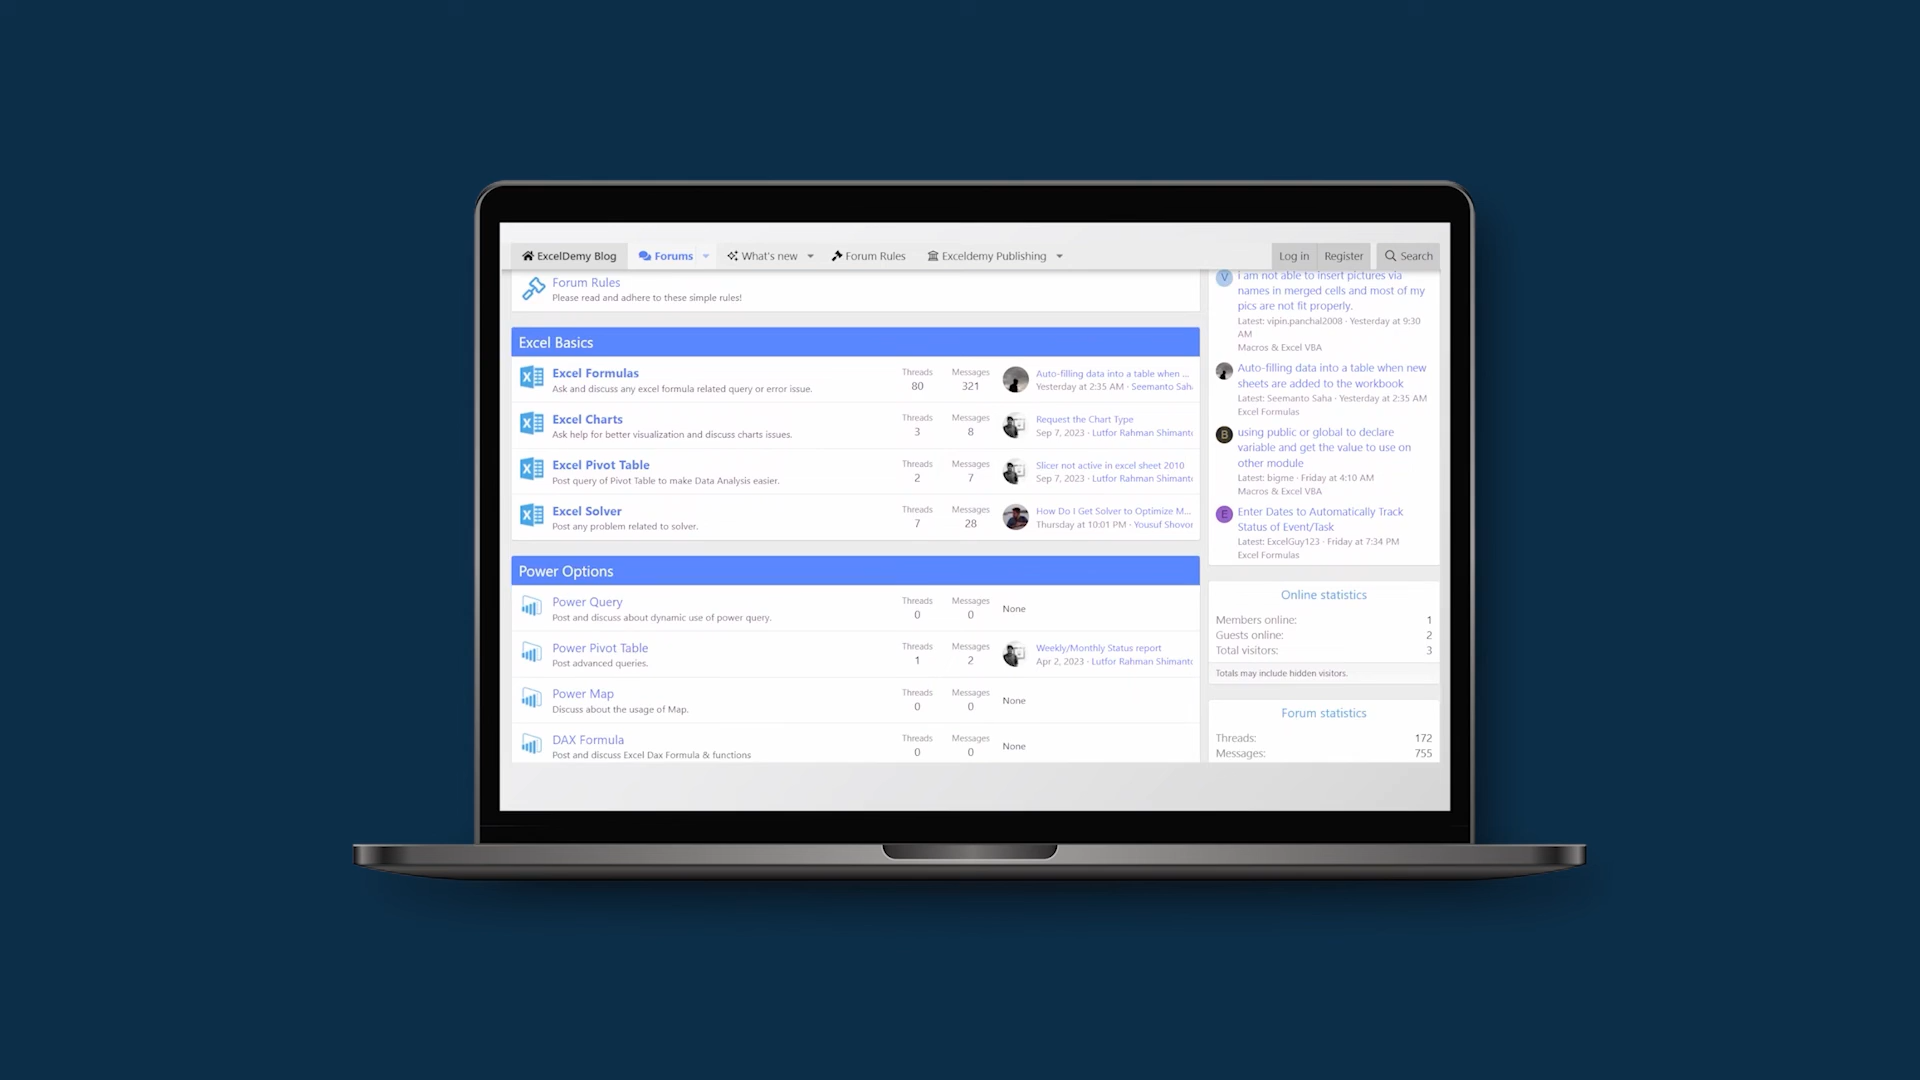 ExcelDemy Blog
Forums
What's new
Forum Rules
Exceldemy Publishing
Log in
Register
Search
Forum Rules
Please read and adhere to these simple rules!
Excel Basics
Excel Formulas
Ask and discuss any excel formula related query or error issue.
Threads
80
Messages
321
Auto-filling data into a table when ...
Yesterday at 2:35 AM · Seemanto Saha
Excel Charts
Ask help for better visualization and discuss charts issues.
Threads
3
Messages
8
Request the Chart Type
Sep 7, 2023 · Lutfor Rahman Shimanto
Excel Pivot Table
Post query of Pivot Table to make Data Analysis easier.
Threads
2
Messages
7
Slicer not active in excel sheet 2010
Sep 7, 2023 · Lutfor Rahman Shimanto
Excel Solver
Post any problem related to solver.
Threads
7
Messages
28
How Do I Get Solver to Optimize M...
Thursday at 10:01 PM · Yousuf Shovon
Power Options
Power Query
Post and discuss about dynamic use of power query.
Threads
0
Messages
0
None
Power Pivot Table
Post advanced queries.
Threads
1
Messages
2
Weekly/Monthly Status report
Apr 2, 2023 · Lutfor Rahman Shimanto
Power Map
Discuss about the usage of Map.
Threads
0
Messages
0
None
DAX Formula
Post and discuss Excel Dax Formula & functions
Threads
0
Messages
0
None
V
i am not able to insert pictures via
names in merged cells and most of my
pics are not fit properly.
Latest: vipin.panchal2008 · Yesterday at 9:30
AM
Macros & Excel VBA
Auto-filling data into a table when new
sheets are added to the workbook
Latest: Seemanto Saha · Yesterday at 2:35 AM
Excel Formulas
B
using public or global to declare
variable and get the value to use on
other module
Latest: bigme · Friday at 4:10 AM
Macros & Excel VBA
E
Enter Dates to Automatically Track
Status of Event/Task
Latest: ExcelGuy123 · Friday at 7:34 PM
Excel Formulas
Online statistics
Members online: 1
Guests online: 2
Total visitors: 3
Totals may include hidden visitors.
Forum statistics
Threads: 172
Messages: 755